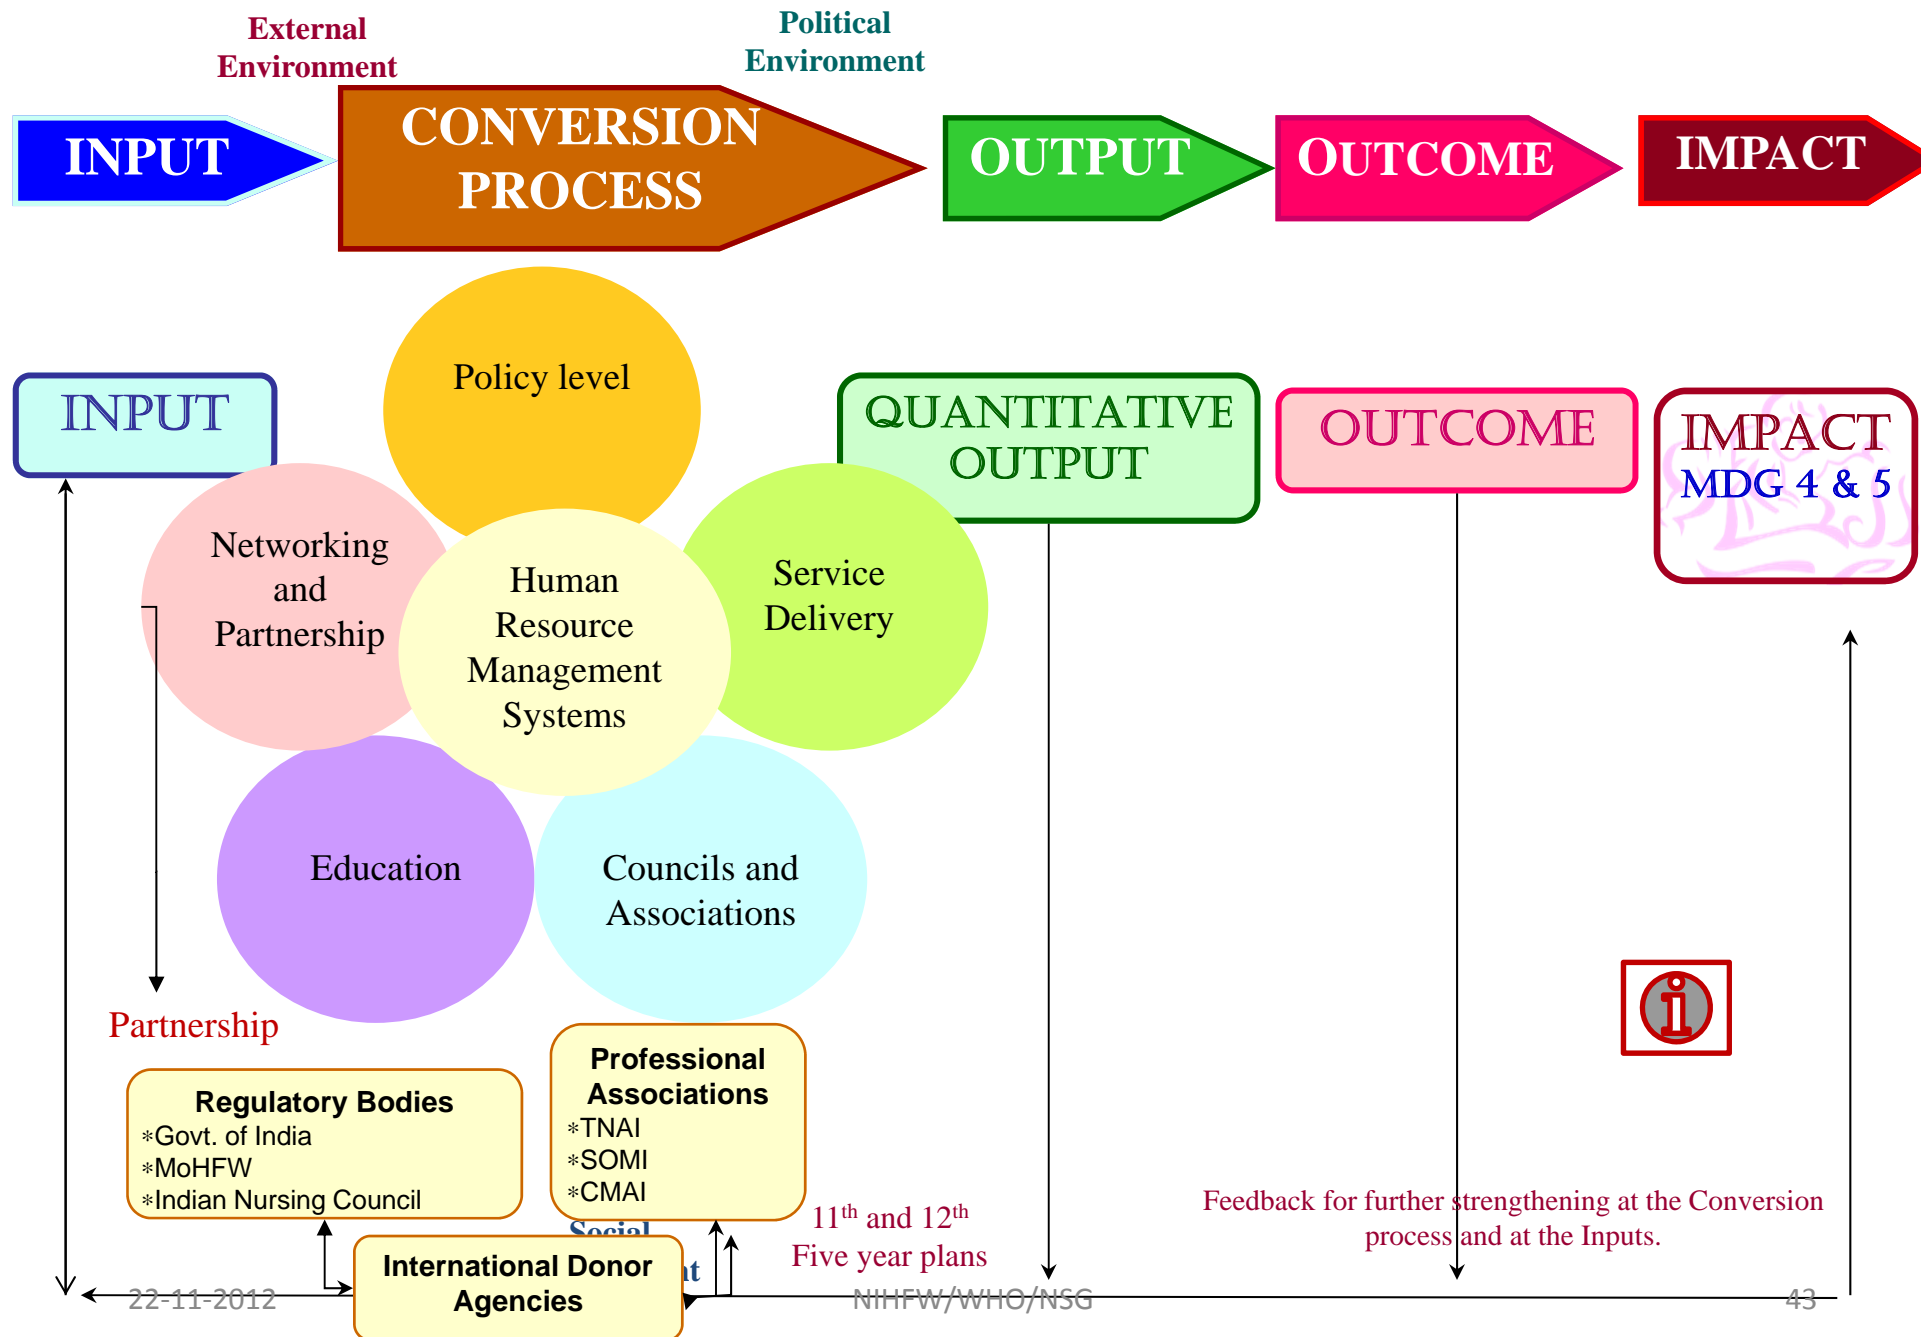 External
Environment
Political
Environment
INPUT
CONVERSION
PROCESS
OUTPUT
OUTCOME
IMPACT
Policy level
INPUT
QUANTITATIVE
OUTPUT
OUTCOME
IMPACT
MDG 4 & 5
Networking
and
Partnership
Human
Resource
Management
Systems
Service
Delivery
Education
Councils and
Associations
Partnership
Regulatory Bodies
*Govt. of India
*MoHFW
*Indian Nursing Council
Professional
Associations
*TNAI
*SOMI
*CMAI
Social
International Donor
Agencies
11th and 12th
Five year plans
Feedback for further strengthening at the Conversion
process and at the Inputs.
22-11-2012
NIHFW/WHO/NSG
43